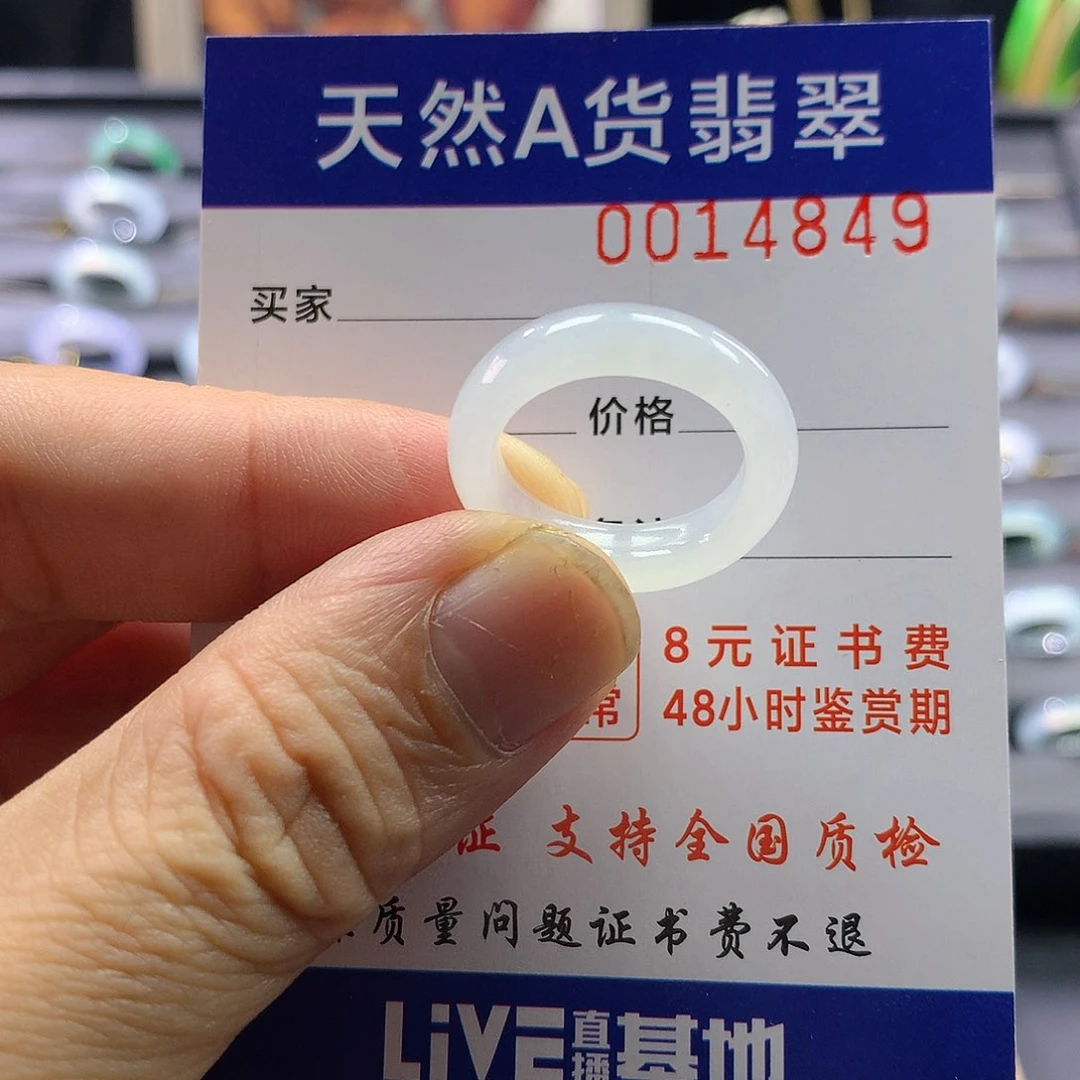 天然A货翡翠
0014849
买家
价格
8元证书费
48小时鉴赏期
证 支持全国质检
质量问题证书费不退
LiVE直播基地